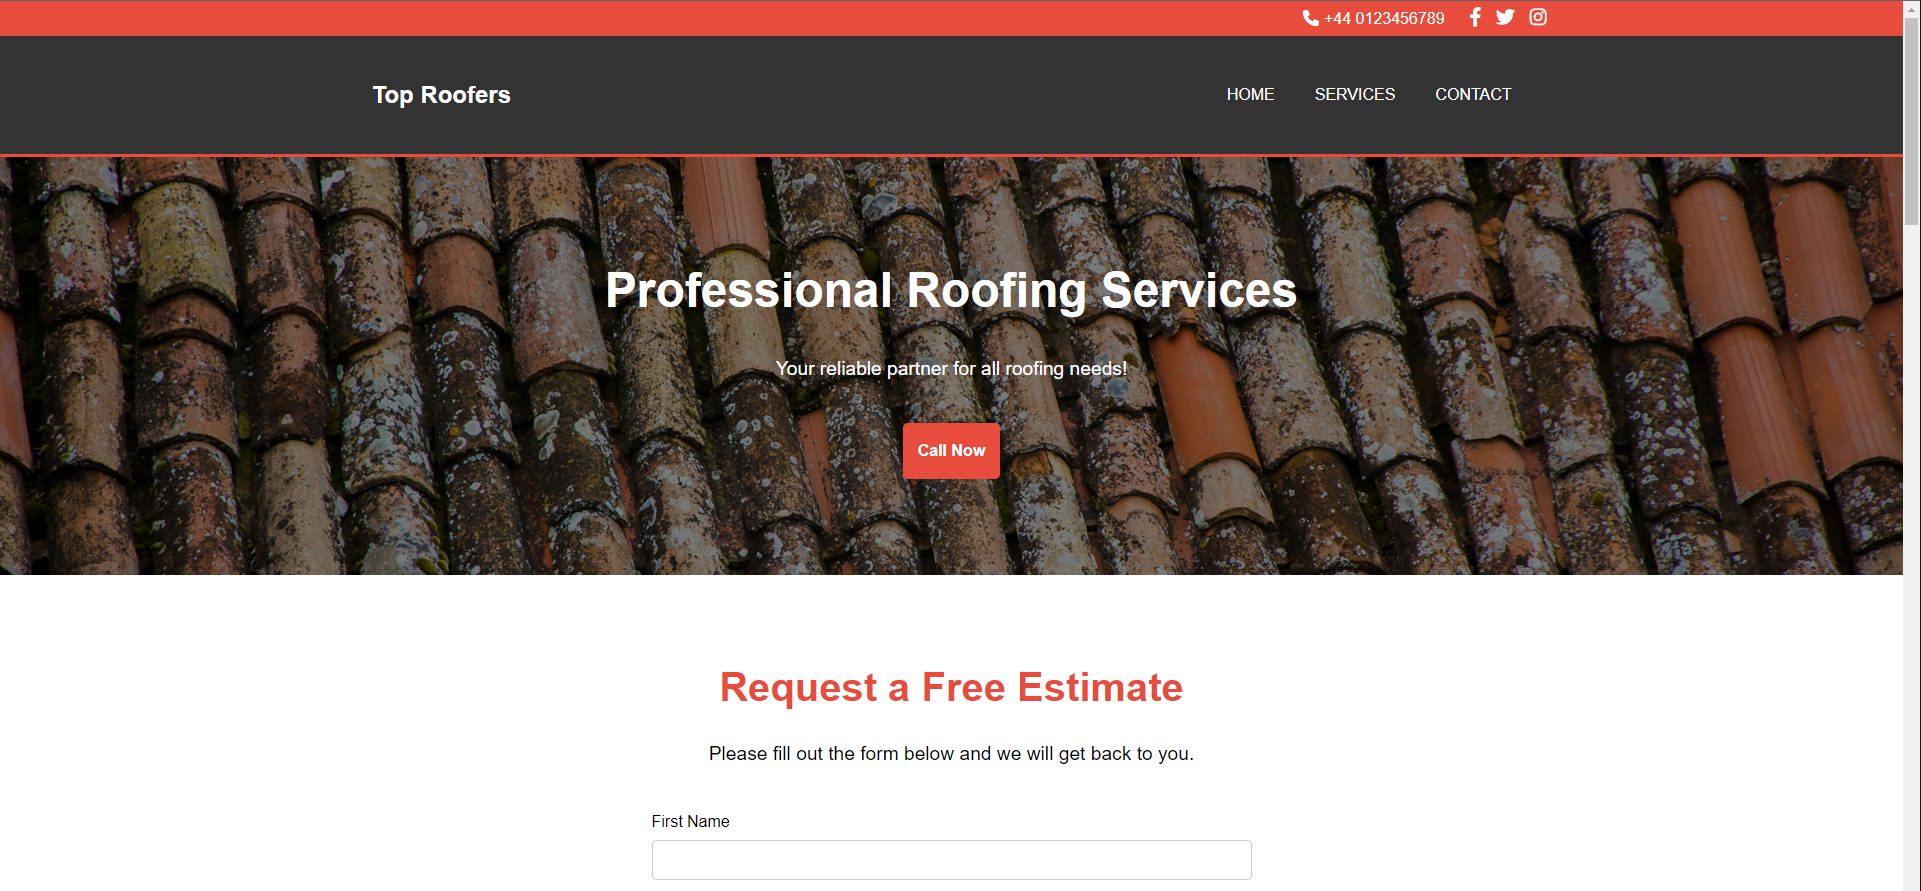 +44 0123456789
Top Roofers
HOME SERVICES CONTACT
Professional Roofing Services
Your reliable partner for all roofing needs!
Call Now
Request a Free Estimate
Please fill out the form below and we will get back to you.
First Name